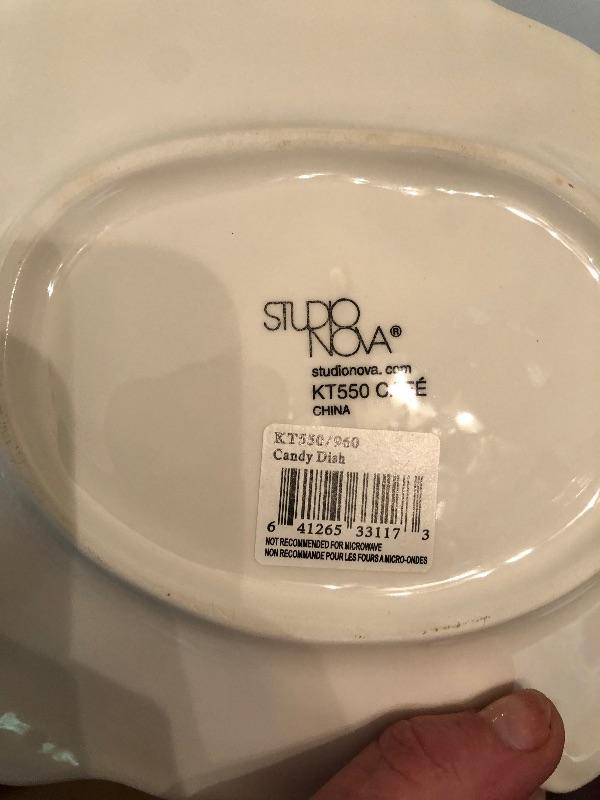 STUDIO
NOVA®
studionova.com
KT550 CAFÉ
CHINA
KT550/960
Candy Dish
6 41265 33117 3
NOT RECOMMENDED FOR MICROWAVE
NON RECOMMANDE POUR LES FOURS A MICRO-ONDES